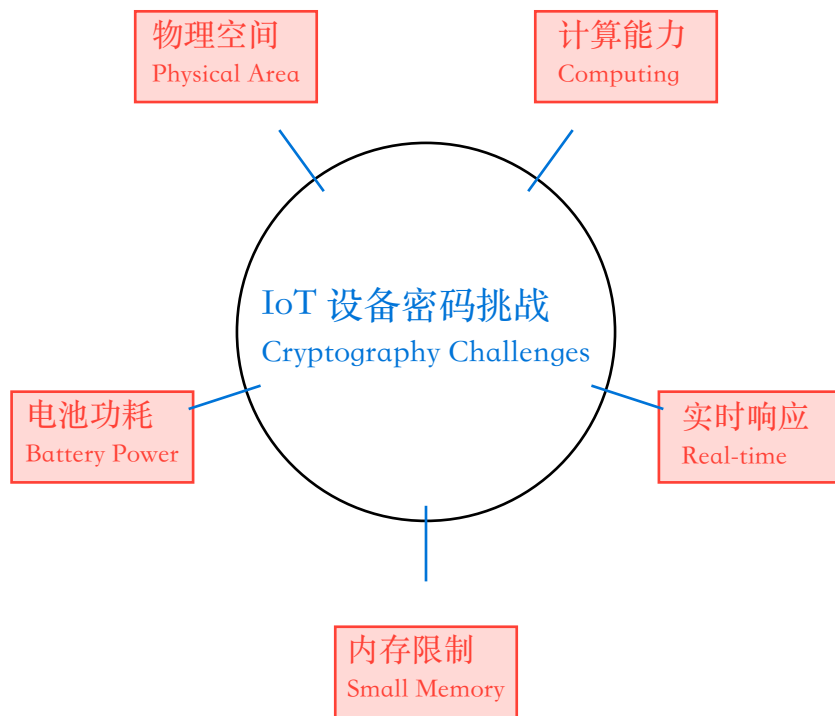 物理空间
Physical Area
计算能力
Computing
IoT 设备密码挑战
Cryptography Challenges
电池功耗
Battery Power
实时响应
Real-time
内存限制
Small Memory